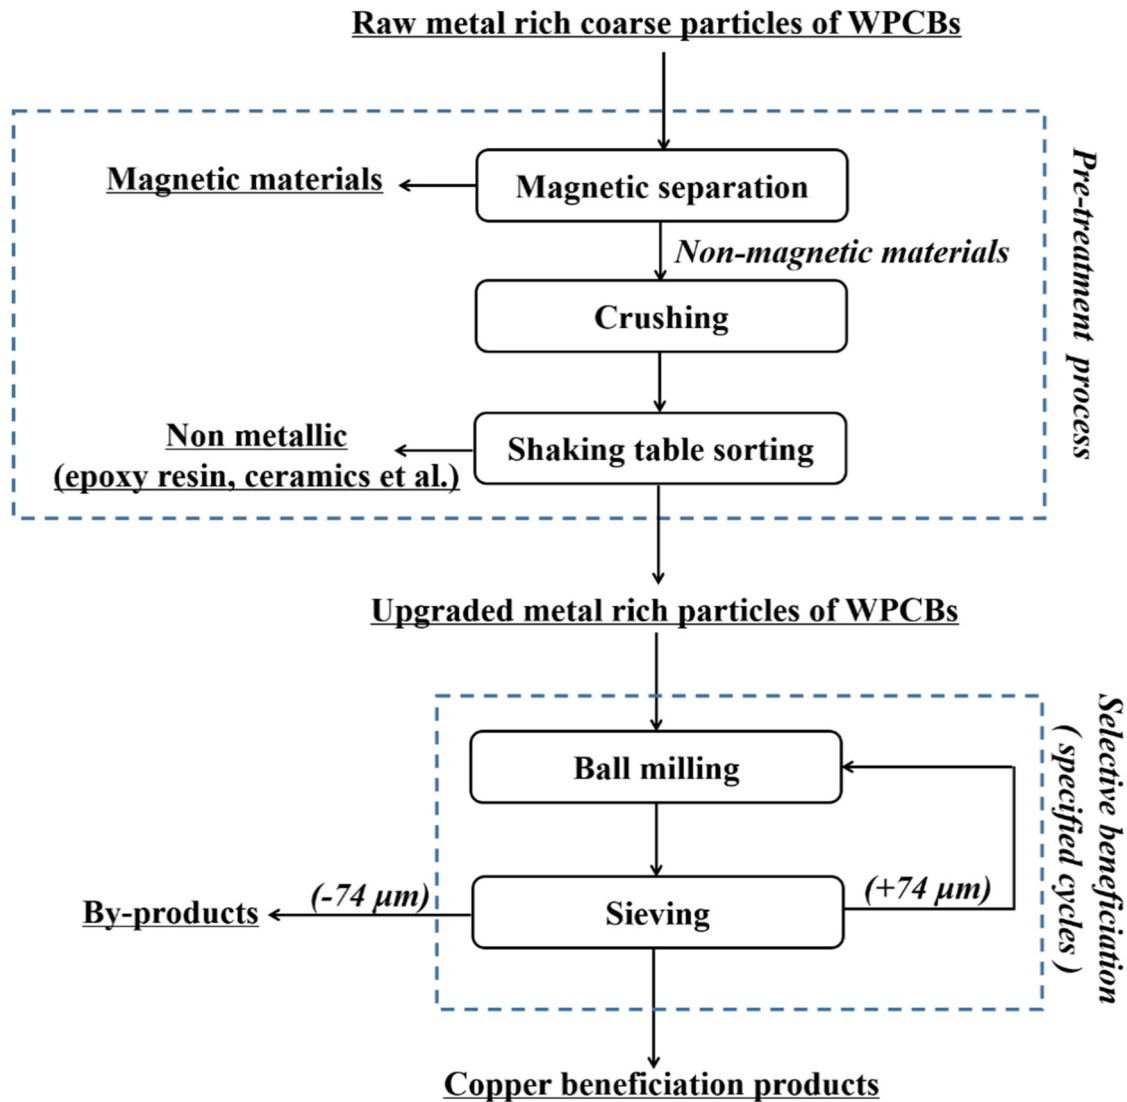 Raw metal rich coarse particles of WPCBs
Magnetic materials
Magnetic separation
Non-magnetic materials
Crushing
Non metallic
(epoxy resin, ceramics et al.)
Shaking table sorting
Pre-treatment process
Upgraded metal rich particles of WPCBs
Ball milling
By-products
(-74 μm)
Sieving
(+74 μm)
Selective beneficiation
( specified cycles )
Copper beneficiation products